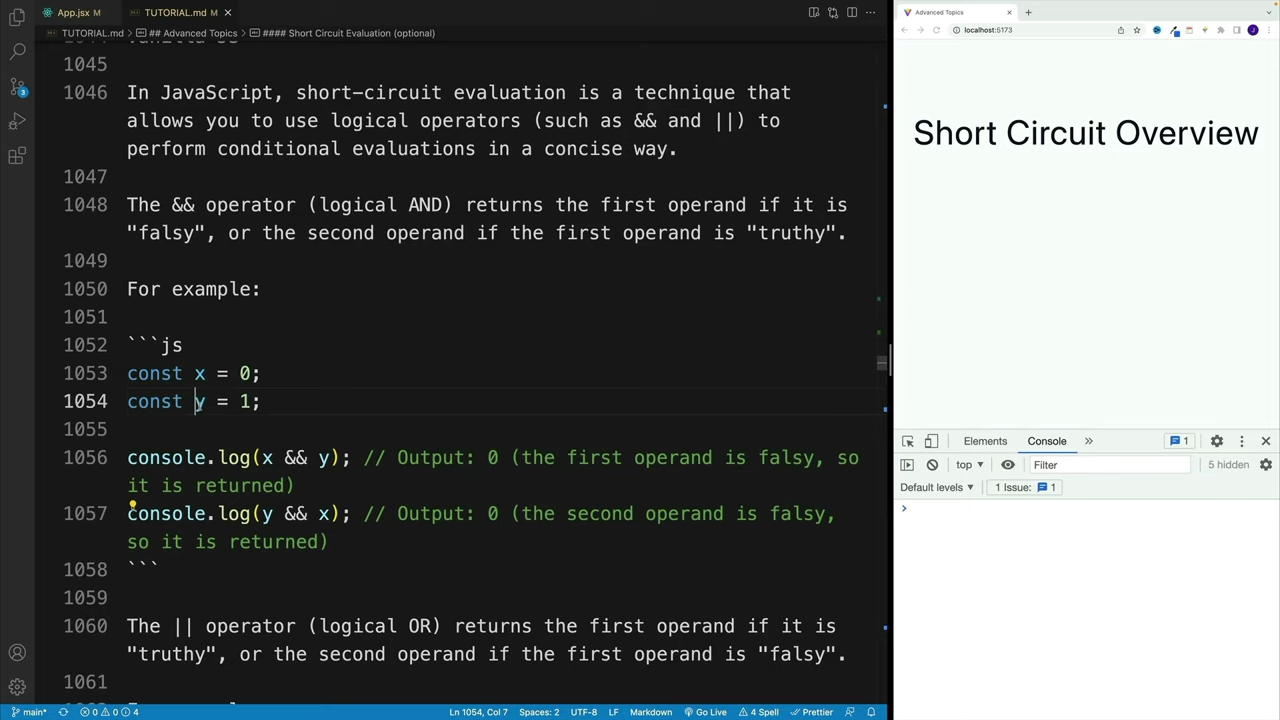 App.jsx M
TUTORIAL.md M
TUTORIAL.md > ## Advanced Topics > #### Short Circuit Evaluation (optional)
1045
1046 In JavaScript, short-circuit evaluation is a technique that
allows you to use logical operators (such as && and ||) to
perform conditional evaluations in a concise way.
1047
1048 The && operator (logical AND) returns the first operand if it is
"falsy", or the second operand if the first operand is "truthy".
1049
1050 For example:
1051
1052 ```js
1053 const x = 0;
1054 const y = 1;
1055
1056 console.log(x && y); // Output: 0 (the first operand is falsy, so
it is returned)
1057 console.log(y && x); // Output: 0 (the second operand is falsy,
so it is returned)
1058 ```
1059
1060 The || operator (logical OR) returns the first operand if it is
"truthy", or the second operand if the first operand is "falsy".
1061
3
main* 0 0 4
Ln 1054, Col 7 Spaces: 2 UTF-8 LF Markdown Go Live 4 Spell Prettier
Advanced Topics
localhost:5173
J
Short Circuit Overview
Elements Console 1
top Filter 5 hidden
Default levels 1 Issue: 1